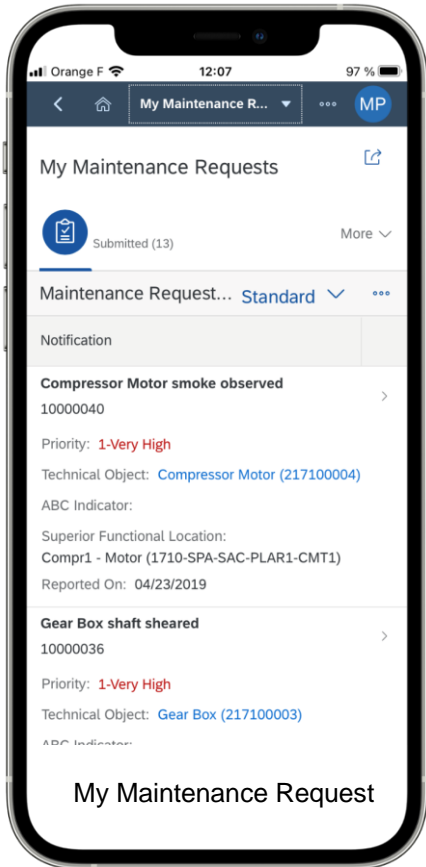 Orange F 12:07 97 %
My Maintenance R... MP
My Maintenance Requests
Submitted (13) More
Maintenance Request... Standard
Notification
Compressor Motor smoke observed
10000040
Priority: 1-Very High
Technical Object: Compressor Motor (217100004)
ABC Indicator:
Superior Functional Location:
Compr1 - Motor (1710-SPA-SAC-PLAR1-CMT1)
Reported On: 04/23/2019
Gear Box shaft sheared
10000036
Priority: 1-Very High
Technical Object: Gear Box (217100003)
ABC Indicator:
My Maintenance Request